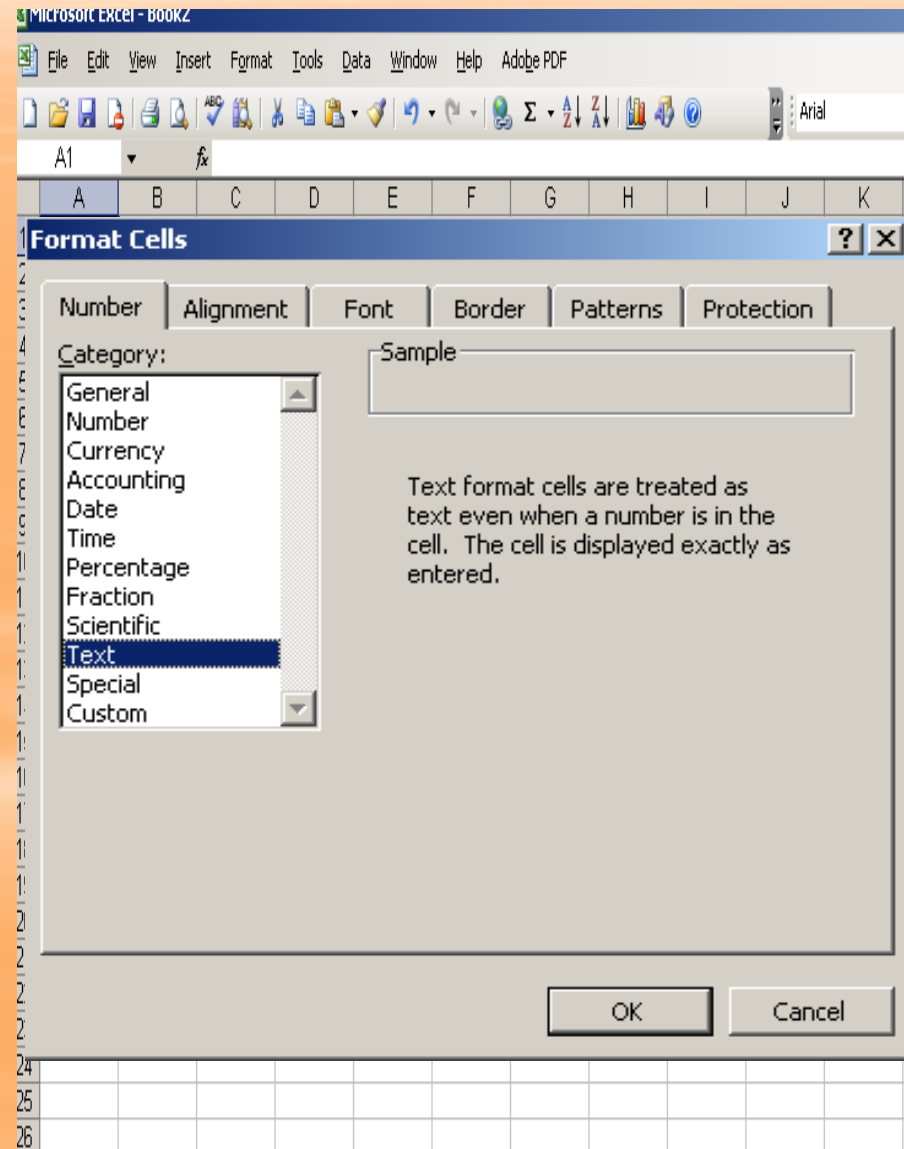 Microsoft Excel - Book2
File Edit View Insert Format Tools Data Window Help Adobe PDF
ABC Σ A Z Z A Arial
A1 fx
A B C D E F G H I J K
Format Cells
Number Alignment Font Border Patterns Protection
Category:
Sample
General
Number
Currency
Accounting
Date
Time
Percentage
Fraction
Scientific
Text
Special
Custom
Text format cells are treated as
text even when a number is in the
cell. The cell is displayed exactly as
entered.
OK Cancel
24
25
26